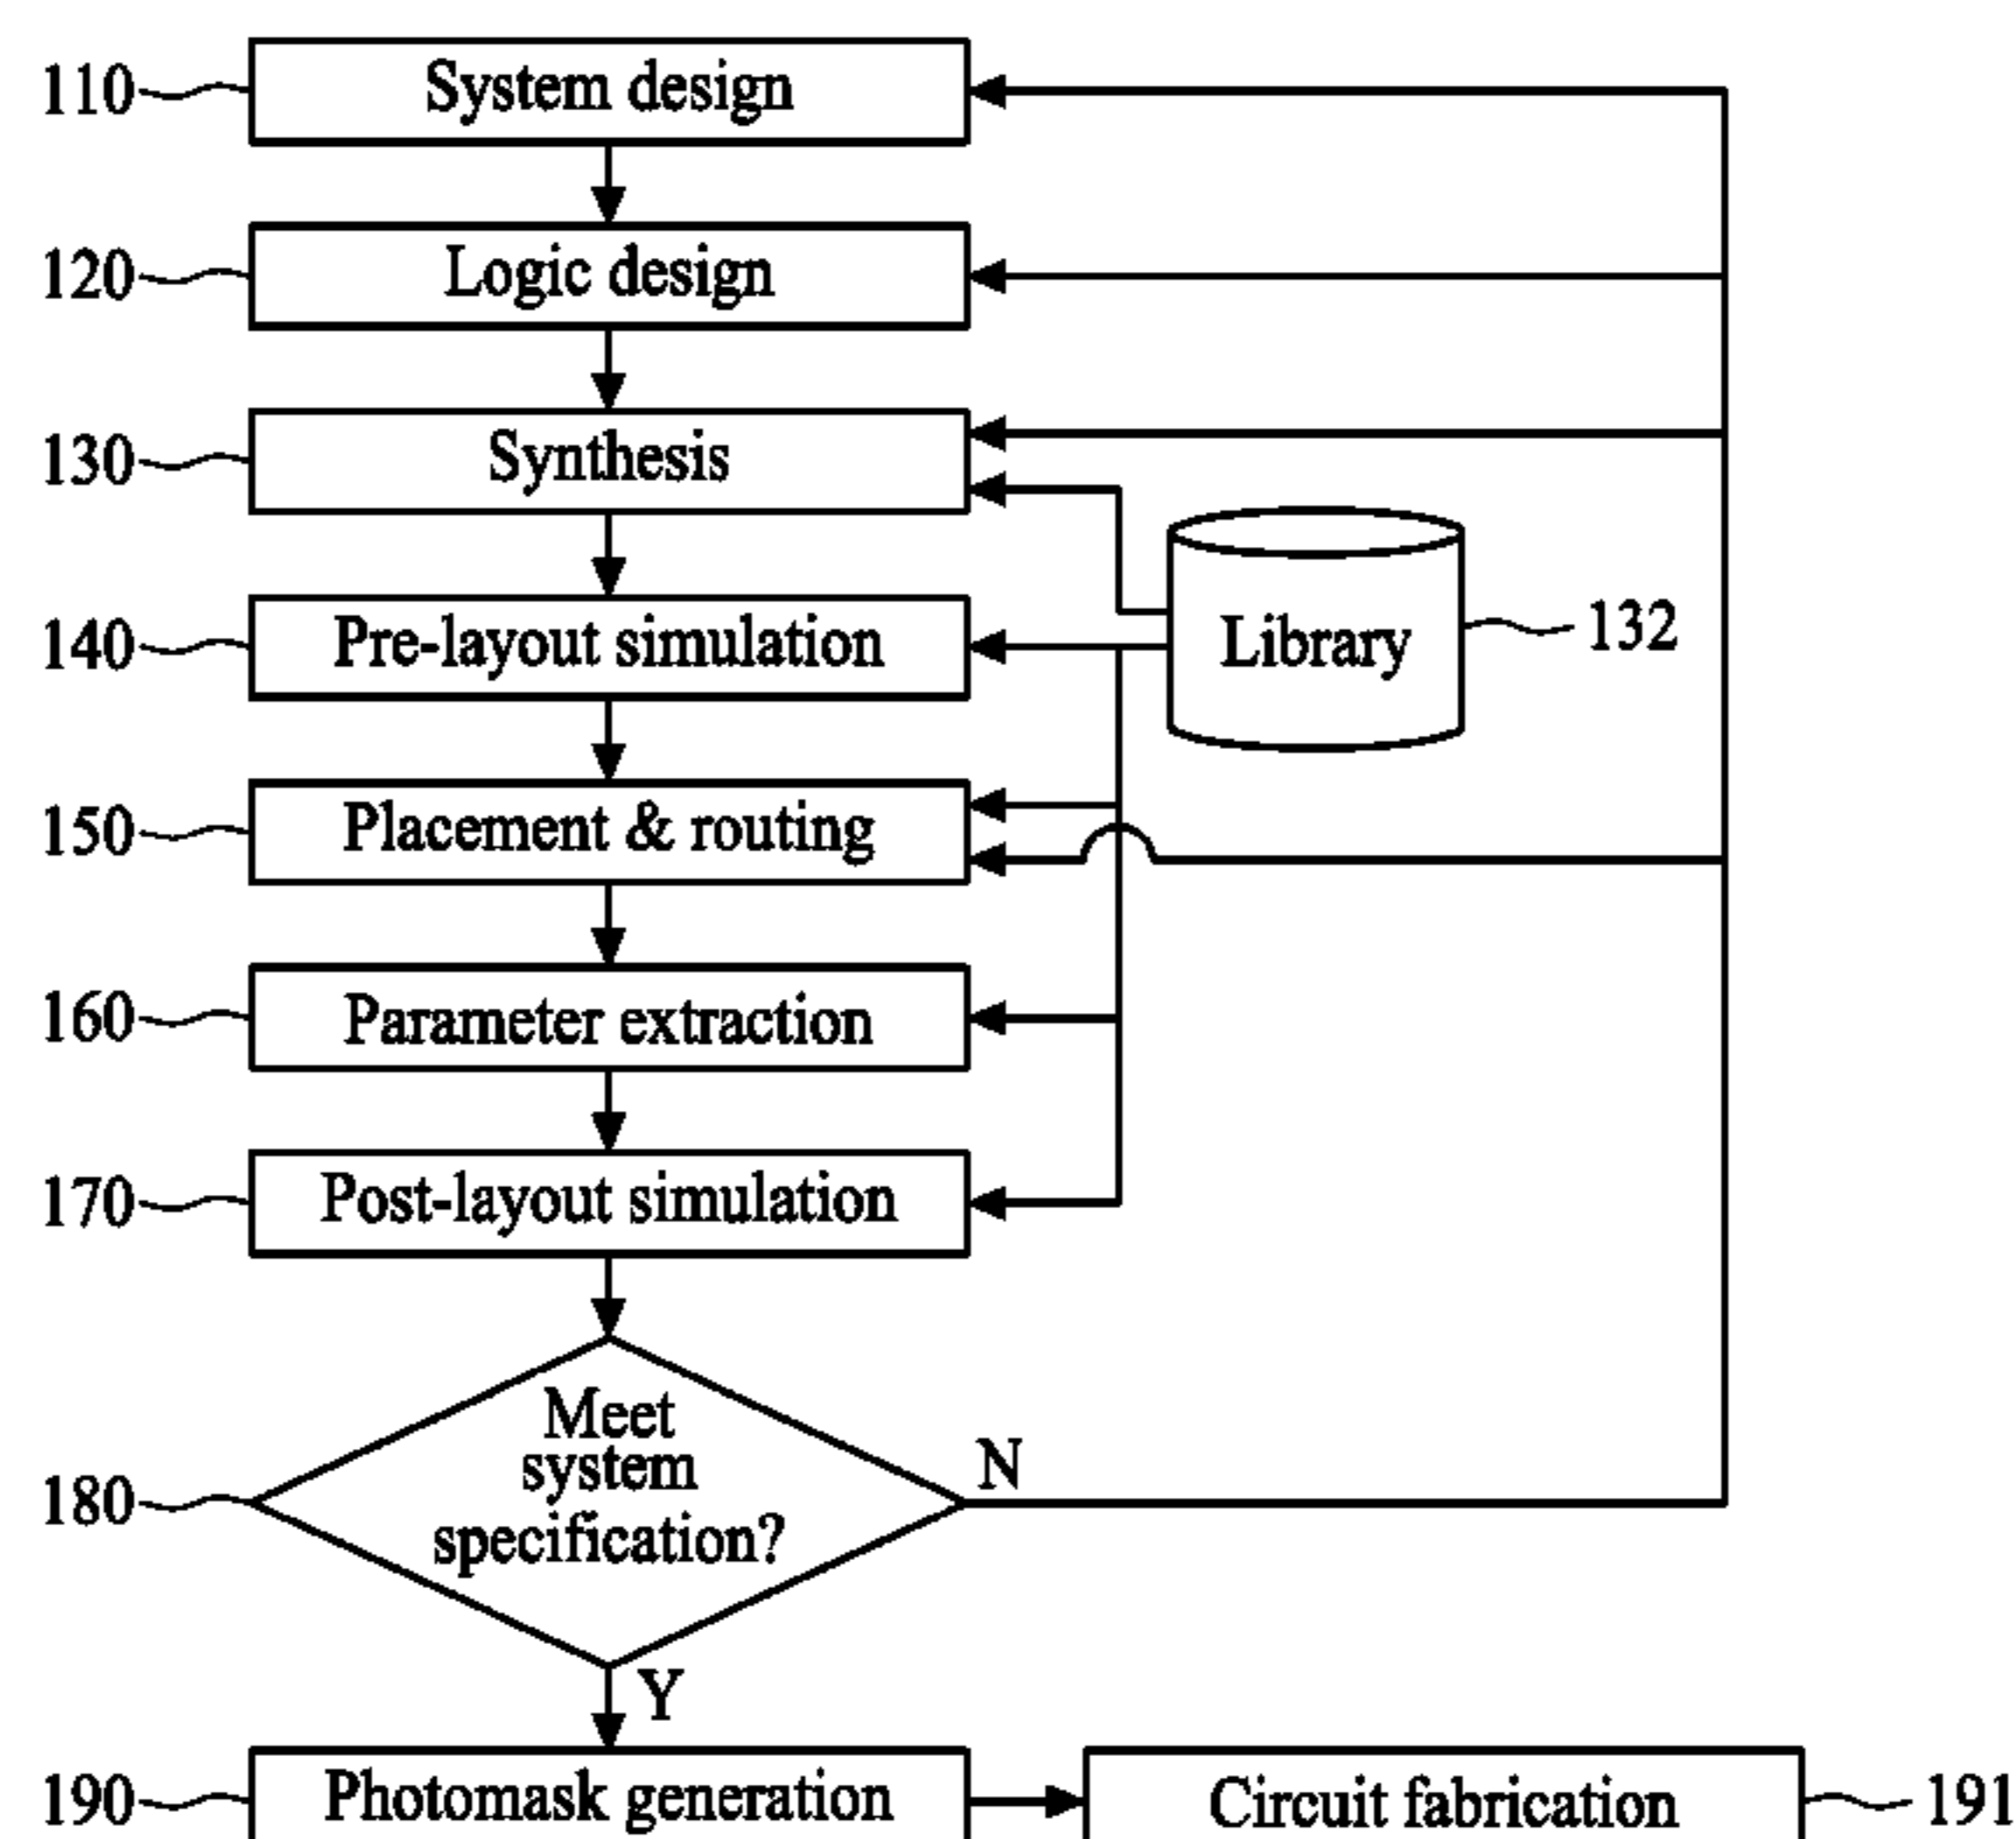 110 System design
120 Logic design
130 Synthesis
140 Pre-layout simulation
Library 132
150 Placement & routing
160 Parameter extraction
170 Post-layout simulation
180 Meet
system
specification?
N
Y
190 Photomask generation
Circuit fabrication 191